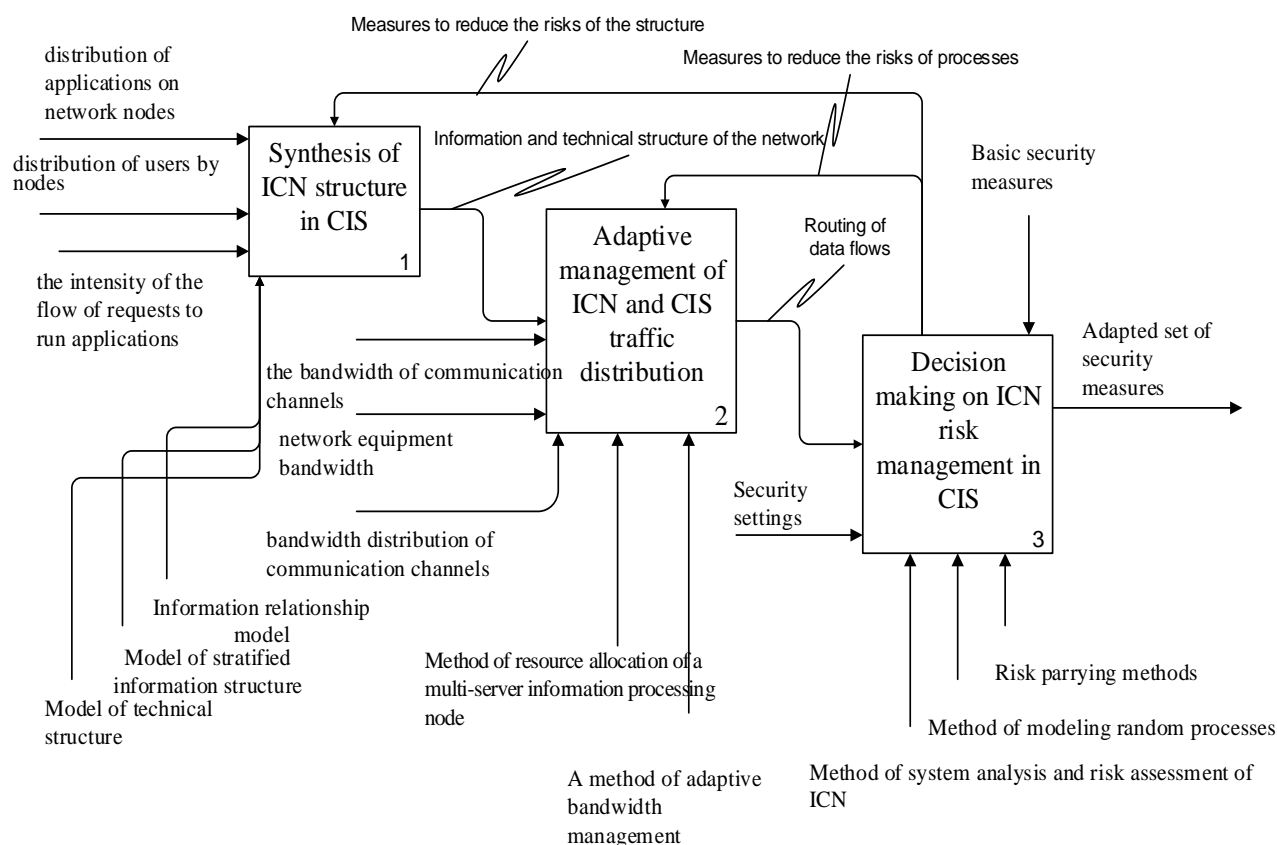 Measures to reduce the risks of the structure
Measures to reduce the risks of processes
distribution of
applications on
network nodes
distribution of users by
nodes
the intensity of the
flow of requests to
run applications
Synthesis of
ICN structure
in CIS
1
Information and technical structure of the network
Basic security
measures
Adaptive
management of
ICN and CIS
traffic
distribution
2
Routing of
data flows
the bandwidth of communication
channels
network equipment
bandwidth
bandwidth distribution of
communication channels
Decision
making on ICN
risk
management in
CIS
3
Adapted set of
security
measures
Security
settings
Information relationship
model
Model of stratified
information structure
Model of technical
structure
Method of resource allocation of a
multi-server information processing
node
A method of adaptive
bandwidth
management
Risk parrying methods
Method of modeling random processes
Method of system analysis and risk assessment of
ICN